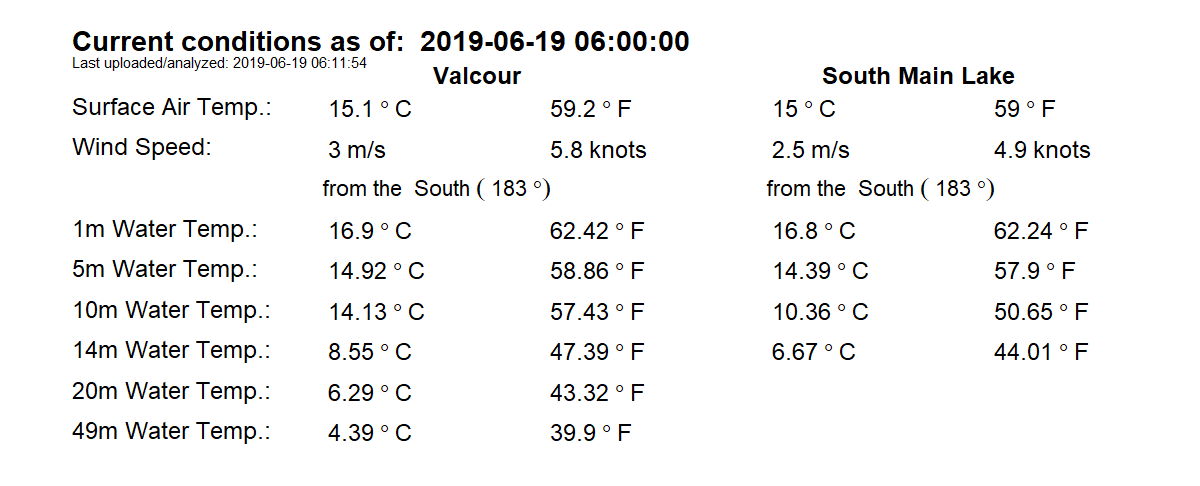 Current conditions as of: 2019-06-19 06:00:00
Last uploaded/analyzed: 2019-06-19 06:11:54
Valcour South Main Lake
Surface Air Temp.: 15.1 ° C 59.2 ° F 15 ° C 59 ° F
Wind Speed: 3 m/s 5.8 knots 2.5 m/s 4.9 knots
from the South ( 183 °) from the South ( 183 °)
1m Water Temp.: 16.9 ° C 62.42 ° F 16.8 ° C 62.24 ° F
5m Water Temp.: 14.92 ° C 58.86 ° F 14.39 ° C 57.9 ° F
10m Water Temp.: 14.13 ° C 57.43 ° F 10.36 ° C 50.65 ° F
14m Water Temp.: 8.55 ° C 47.39 ° F 6.67 ° C 44.01 ° F
20m Water Temp.: 6.29 ° C 43.32 ° F
49m Water Temp.: 4.39 ° C 39.9 ° F